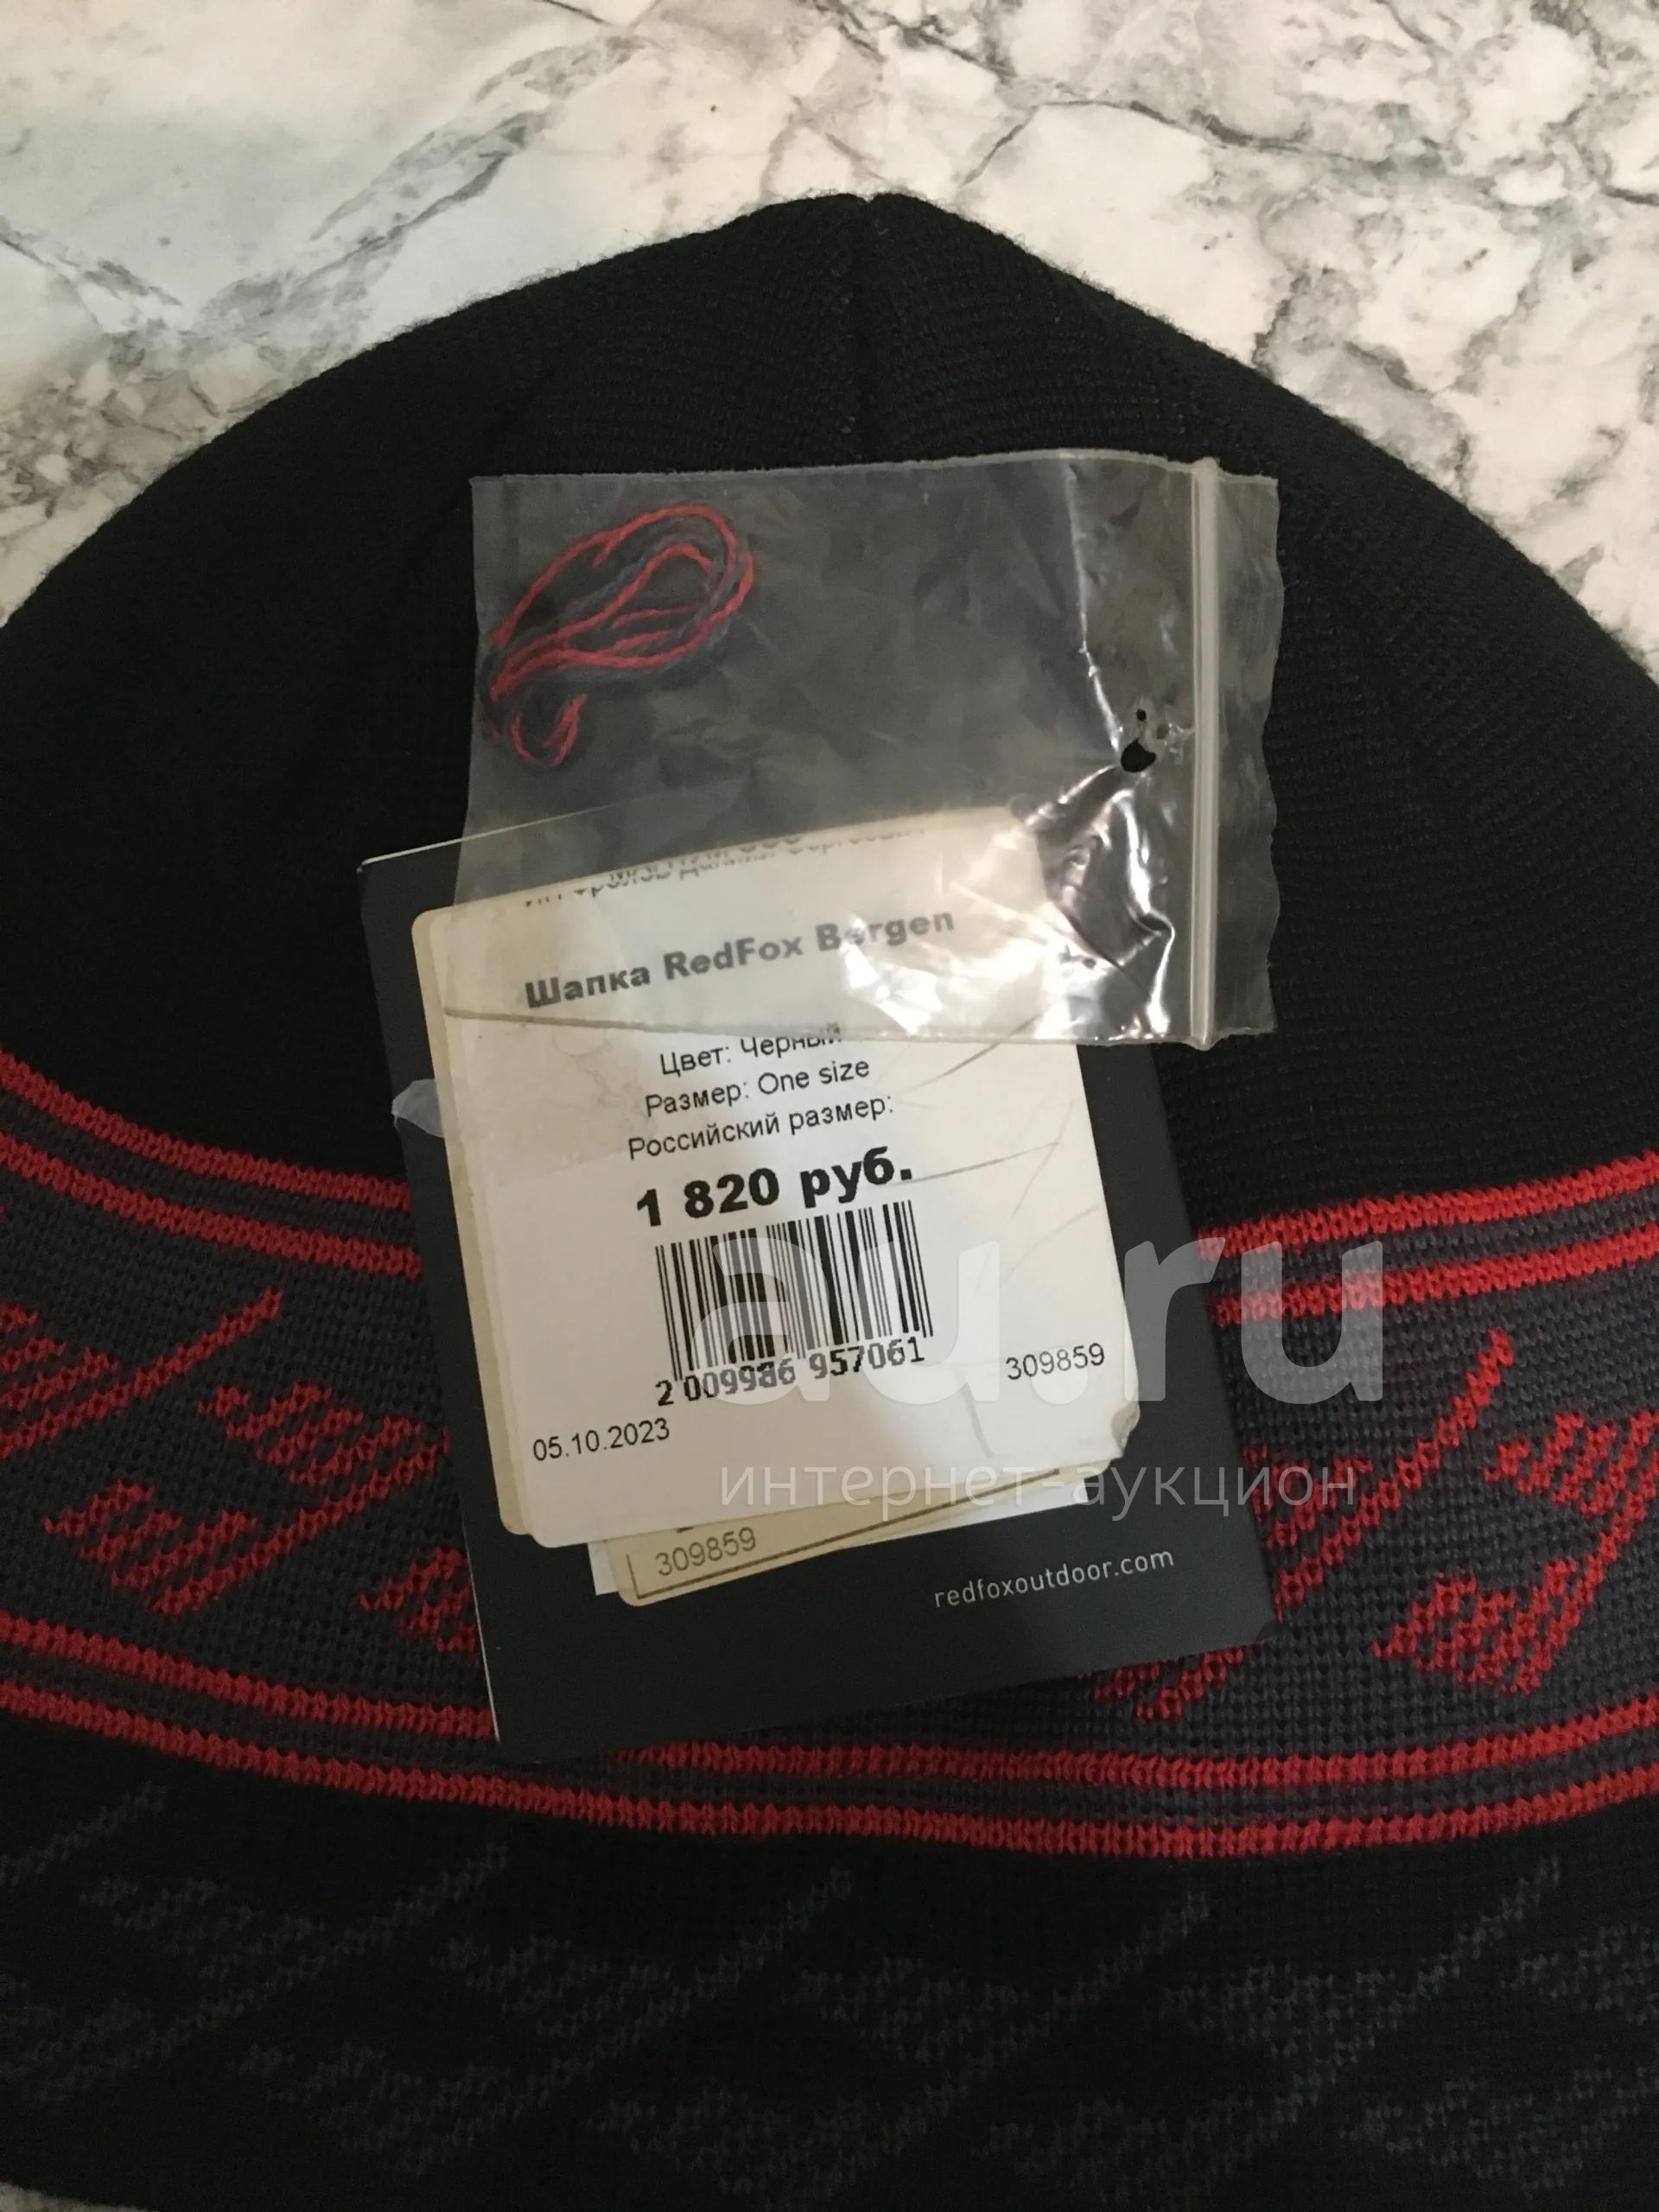 Шапка RedFox Bergen
Цвет: Черный
Размер: One size
Российский размер:
1 820 руб.
2 009986 957061
309859
05.10.2023
309859
redfoxoutdoor.com
au.ru
интернет-аукцион